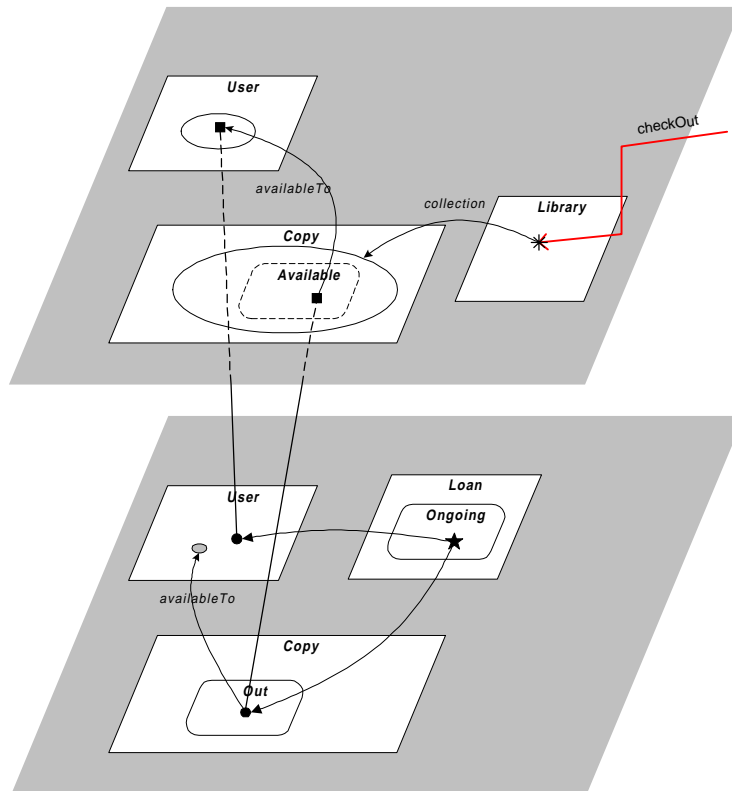 User
checkOut
availableTo
collection
Library
Copy
Available
Loan
User
Ongoing
availableTo
Copy
Out